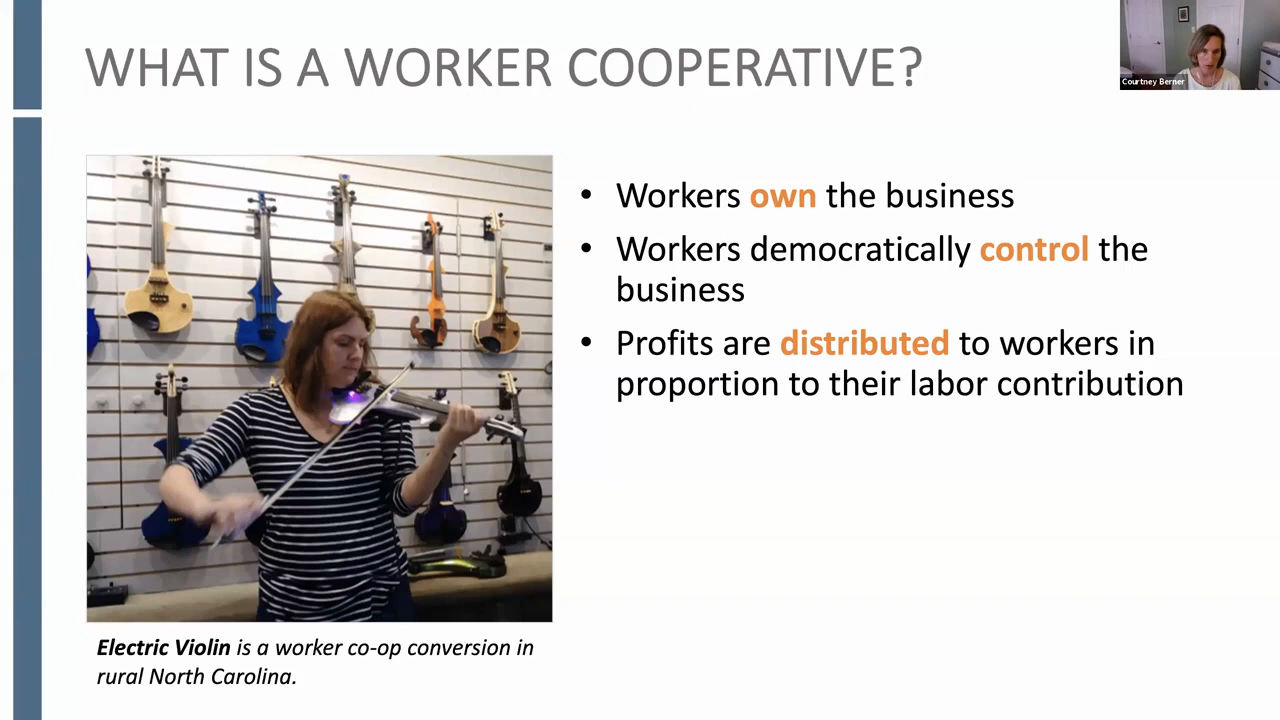 WHAT IS A WORKER COOPERATIVE?
Courtney Berner
• Workers own the business
• Workers democratically control the
business
• Profits are distributed to workers in
proportion to their labor contribution
Electric Violin is a worker co-op conversion in
rural North Carolina.